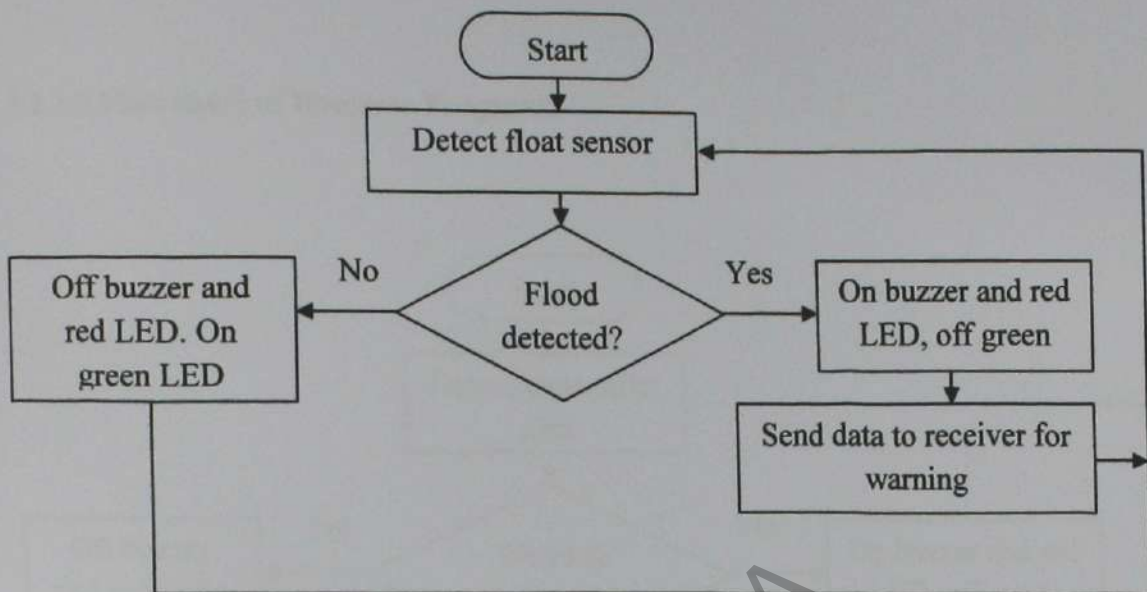 Start
Detect float sensor
No
Flood
detected?
Yes
Off buzzer and
red LED. On
green LED
On buzzer and red
LED, off green
Send data to receiver for
warning